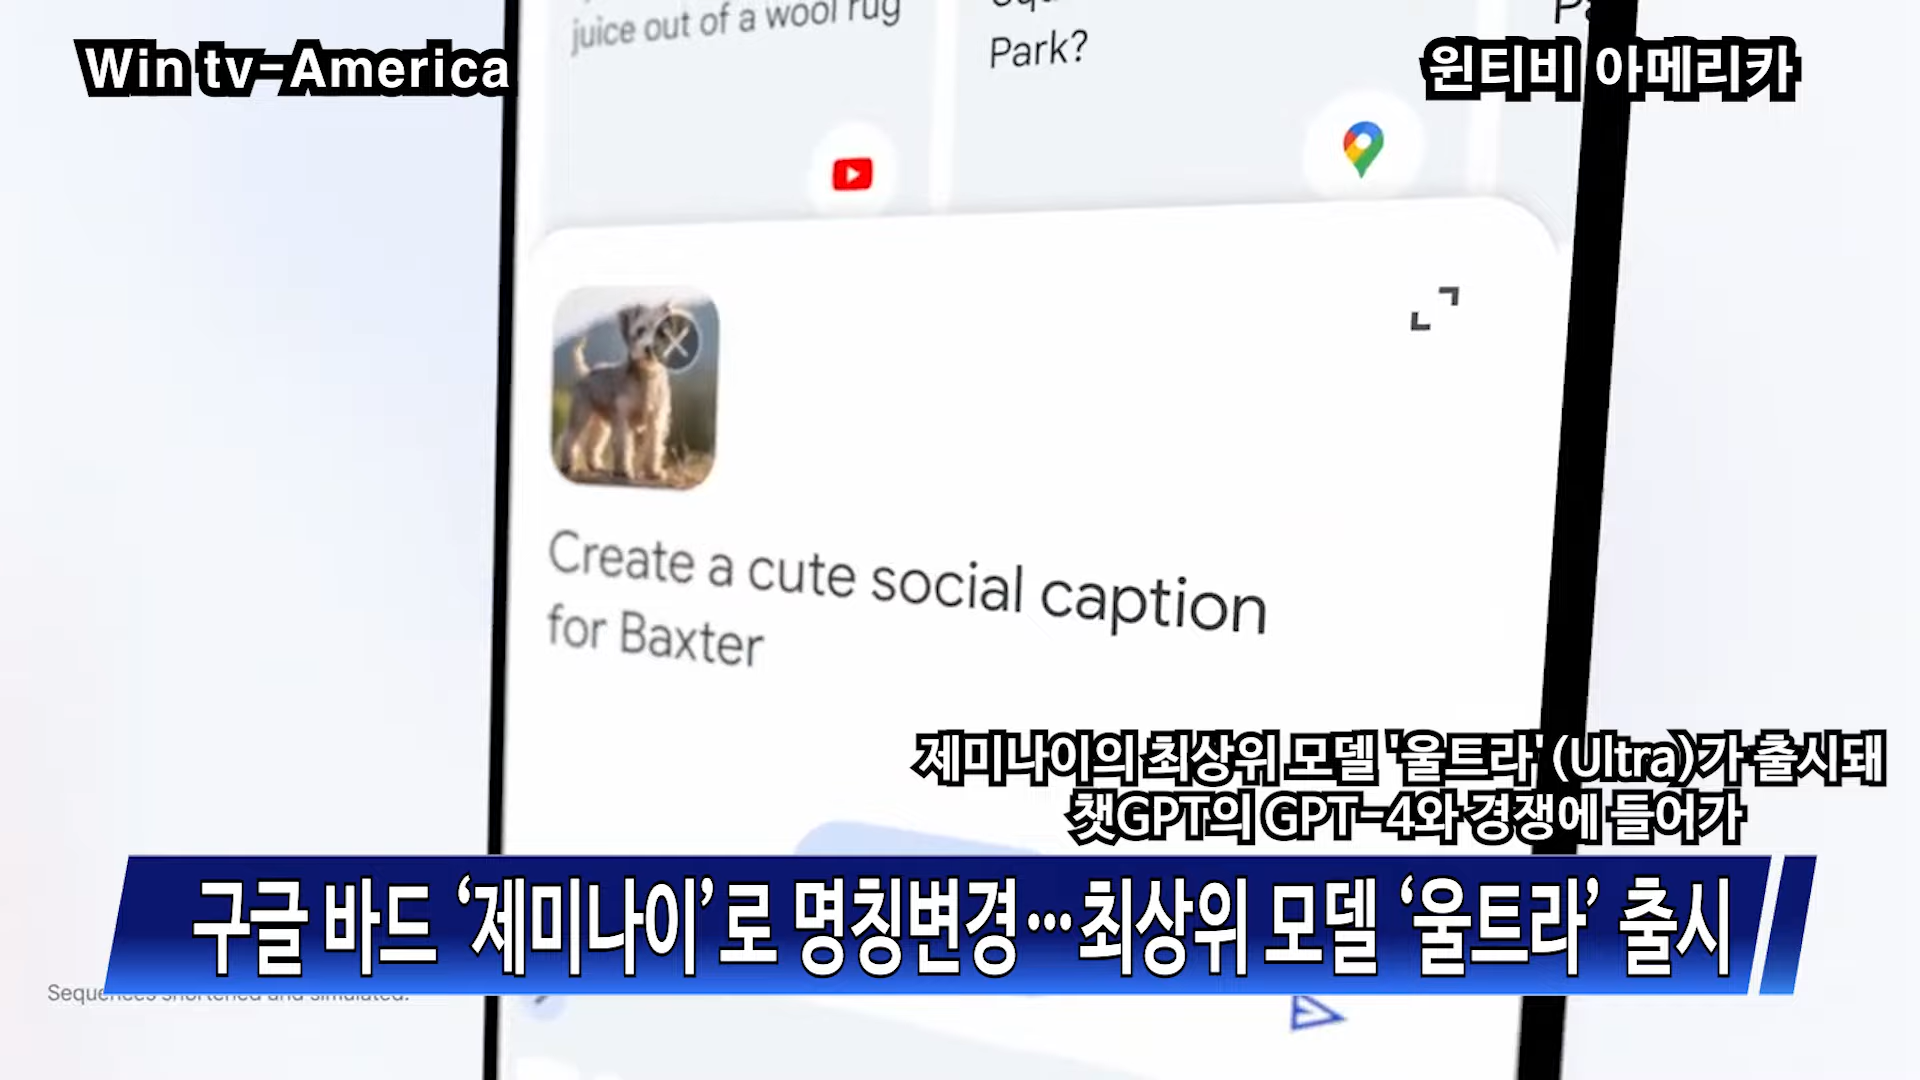 juice out of a wool rug
Park?
Win tv-America
윈티비 아메리카
Create a cute social caption
for Baxter
제미나이의 최상위 모델 '울트라' (Ultra)가 출시돼
챗GPT의 GPT-4와 경쟁에 들어가
구글 바드 ‘제미나이’로 명칭변경…최상위 모델 ‘울트라’ 출시
Sequences shortened and simulated.